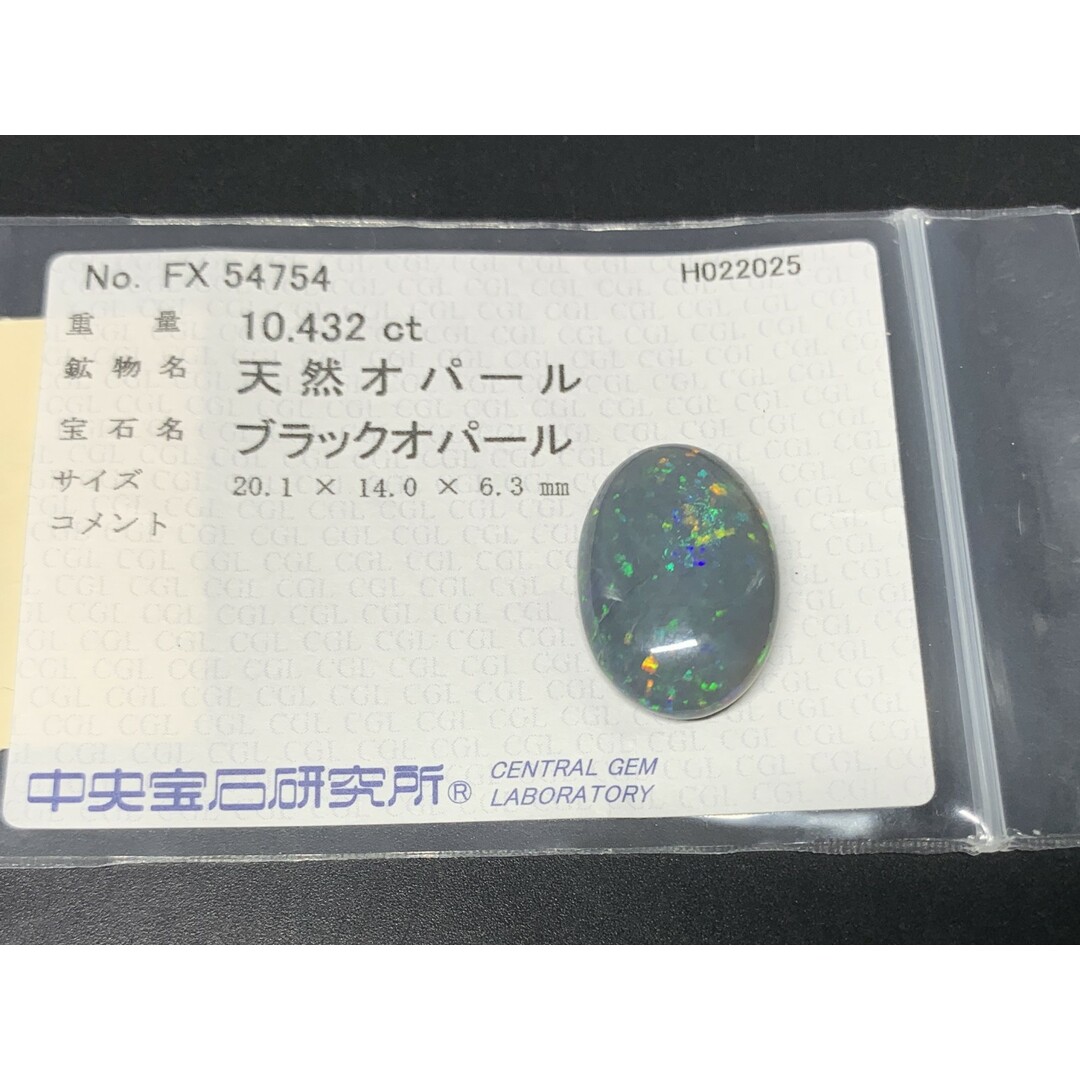 No. FX 54754 H022025
重量 10.432 ct
鉱物名 天然オパール
宝石名 ブラックオパール
サイズ 20.1 × 14.0 × 6.3 mm
コメント
中央宝石研究所® CENTRAL GEM
LABORATORY